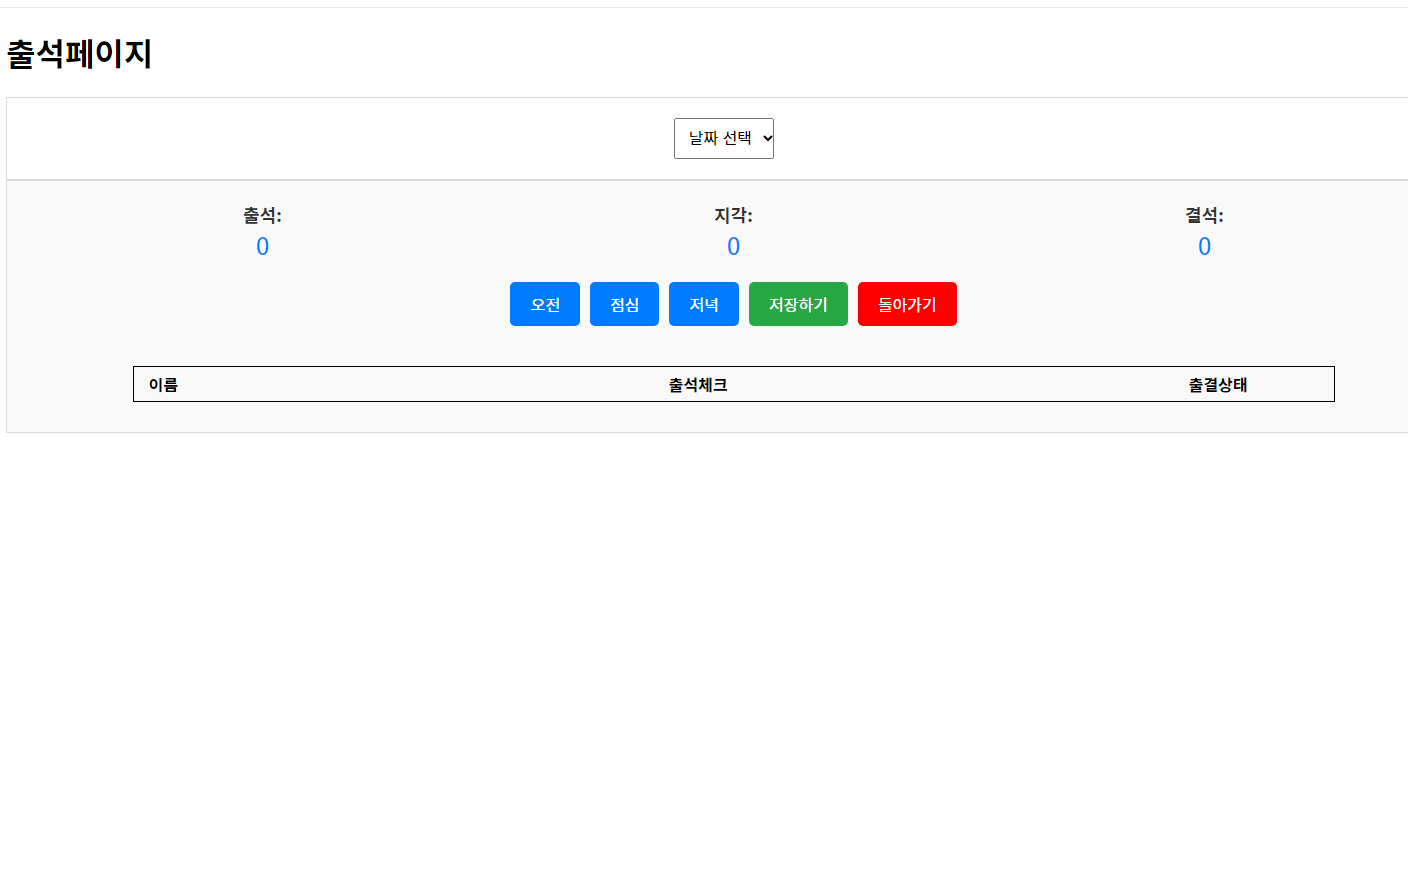 출석페이지
날짜 선택
출석: 지각: 결석:
0 0 0
오전 점심 저녁 저장하기 돌아가기
이름 출석체크 출결상태